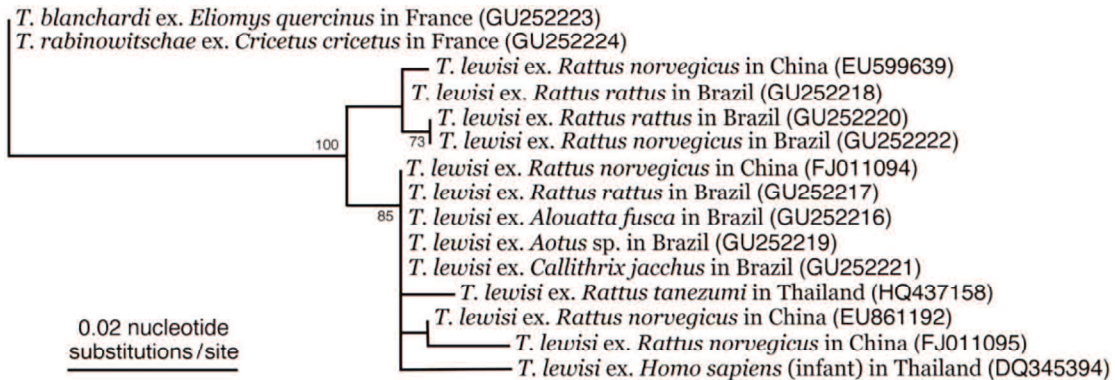 T. blanchardi ex. Eliomys quercinus in France (GU252223)
T. rabinowitschae ex. Cricetus cricetus in France (GU252224)
T. lewisi ex. Rattus norvegicus in China (EU599639)
T. lewisi ex. Rattus rattus in Brazil (GU252218)
T. lewisi ex. Rattus rattus in Brazil (GU252220)
73
T. lewisi ex. Rattus norvegicus in Brazil (GU252222)
100
T. lewisi ex. Rattus norvegicus in China (FJ011094)
T. lewisi ex. Rattus rattus in Brazil (GU252217)
85
T. lewisi ex. Alouatta fusca in Brazil (GU252216)
T. lewisi ex. Aotus sp. in Brazil (GU252219)
T. lewisi ex. Callithrix jacchus in Brazil (GU252221)
T. lewisi ex. Rattus tanezumi in Thailand (HQ437158)
T. lewisi ex. Rattus norvegicus in China (EU861192)
T. lewisi ex. Rattus norvegicus in China (FJ011095)
T. lewisi ex. Homo sapiens (infant) in Thailand (DQ345394)
0.02 nucleotide
substitutions/site